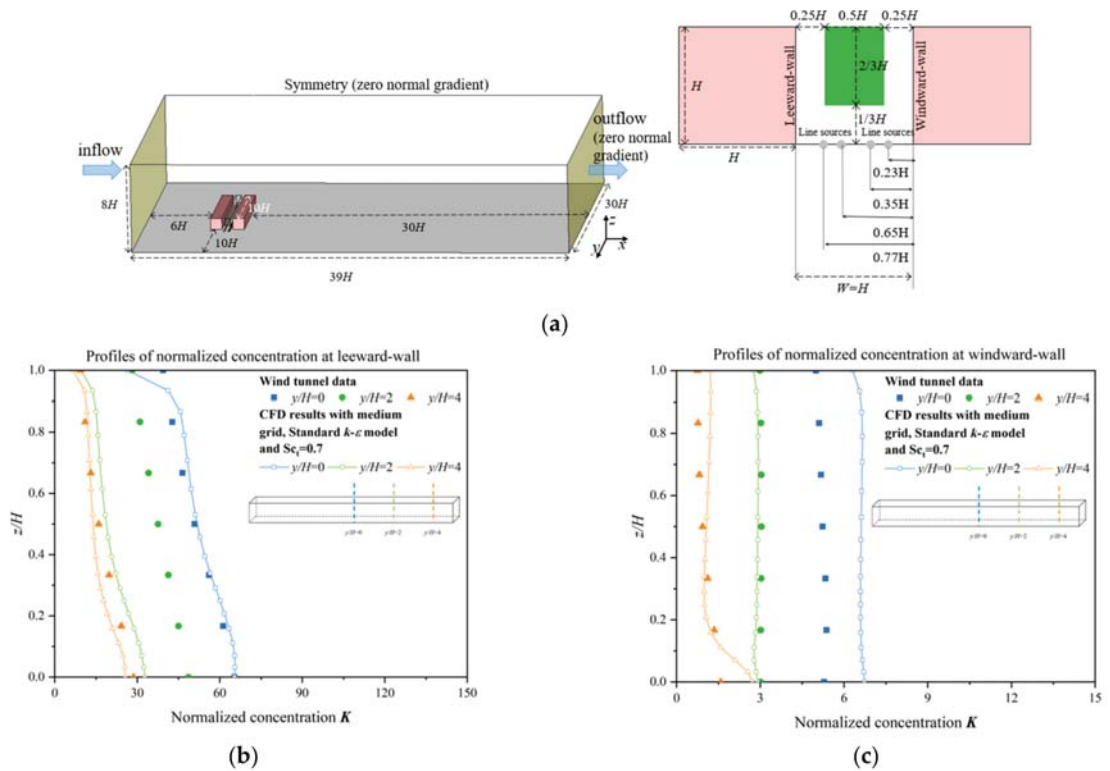 Symmetry (zero normal gradient)
inflow
outflow
(zero normal
gradient)
8H
6H
10H
10H
30H
30H
39H
z
y
x
0.25H
0.5H
0.25H
H
Leeward-wall
2/3H
Windward-wall
1/3H
Line sources
Line sources
H
0.23H
0.35H
0.65H
0.77H
W=H
(a)
Profiles of normalized concentration at leeward-wall
1.0
0.8
0.6
0.4
0.2
0.0
z/H
Wind tunnel data
y/H=0 y/H=2 y/H=4
CFD results with medium
grid, Standard k-ε model
and Sct=0.7
y/H=0 y/H=2 y/H=4
y/H=0 y/H=2 y/H=4
0 30 60 90 120 150
Normalized concentration K
(b)
Profiles of normalized concentration at windward-wall
1.0
0.8
0.6
0.4
0.2
0.0
z/H
Wind tunnel data
y/H=0 y/H=2 y/H=4
CFD results with medium
grid, Standard k-ε model
and Sct=0.7
y/H=0 y/H=2 y/H=4
y/H=0 y/H=2 y/H=4
0 3 6 9 12 15
Normalized concentration K
(c)